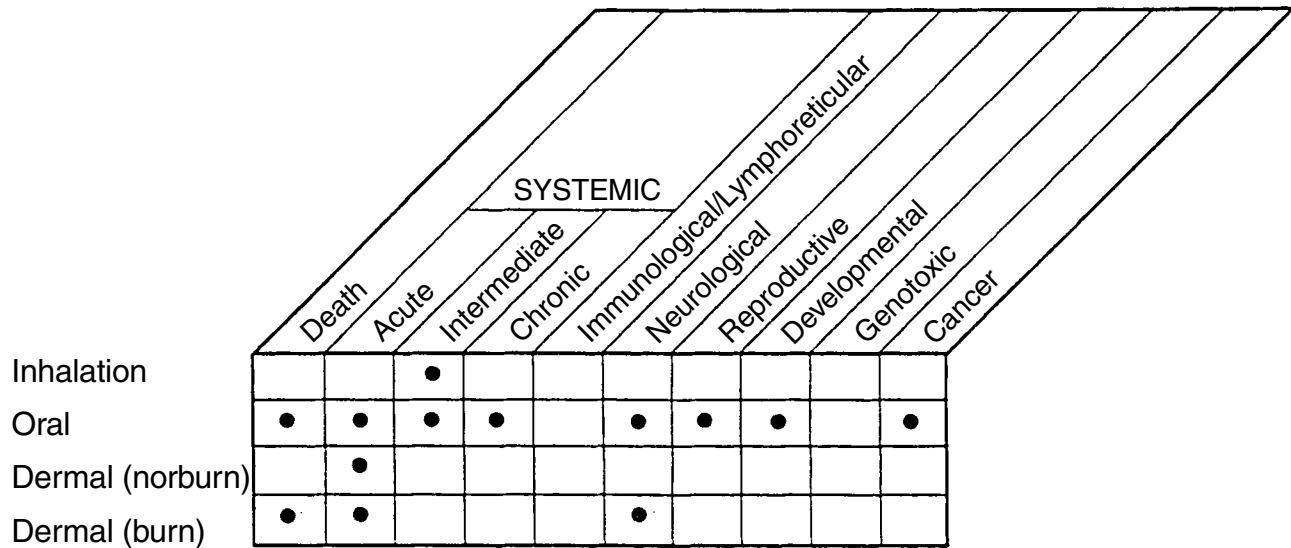 SYSTEMIC
Death
Acute
Intermediate
Chronic
Immunological/Lymphoreticular
Neurological
Reproductive
Developmental
Genotoxic
Cancer
Inhalation
Oral
Dermal (norburn)
Dermal (burn)